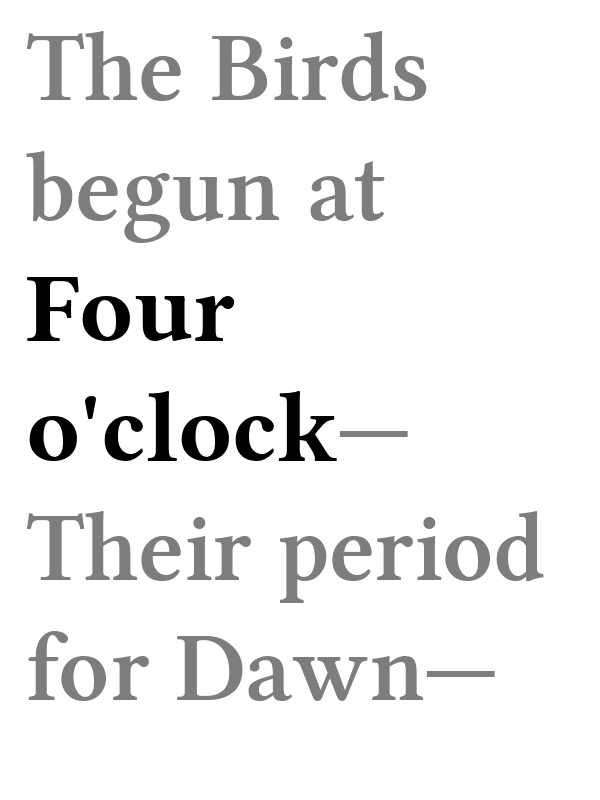 The Birds
begun at
Four
o'clock—
Their period
for Dawn—